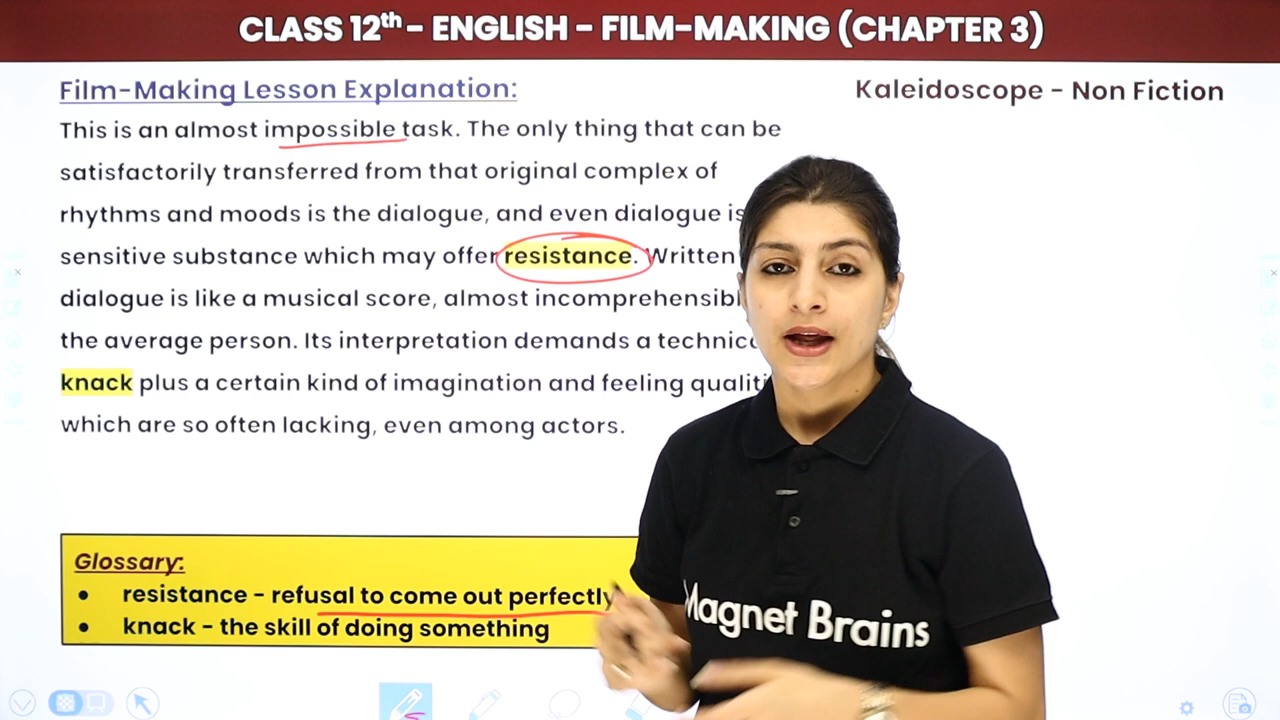 CLASS 12th - ENGLISH - FILM-MAKING (CHAPTER 3)
Film-Making Lesson Explanation:
Kaleidoscope - Non Fiction
This is an almost impossible task. The only thing that can be
satisfactorily transferred from that original complex of
rhythms and moods is the dialogue, and even dialogue is
sensitive substance which may offer resistance. Written
dialogue is like a musical score, almost
the average person. Its interpretation demands a
knack plus a certain kind of imagination and feeling
which are so often lacking, even among actors.
Glossary:
• resistance - refusal to come out perfectly
• knack - the skill of doing something
Magnet Brains